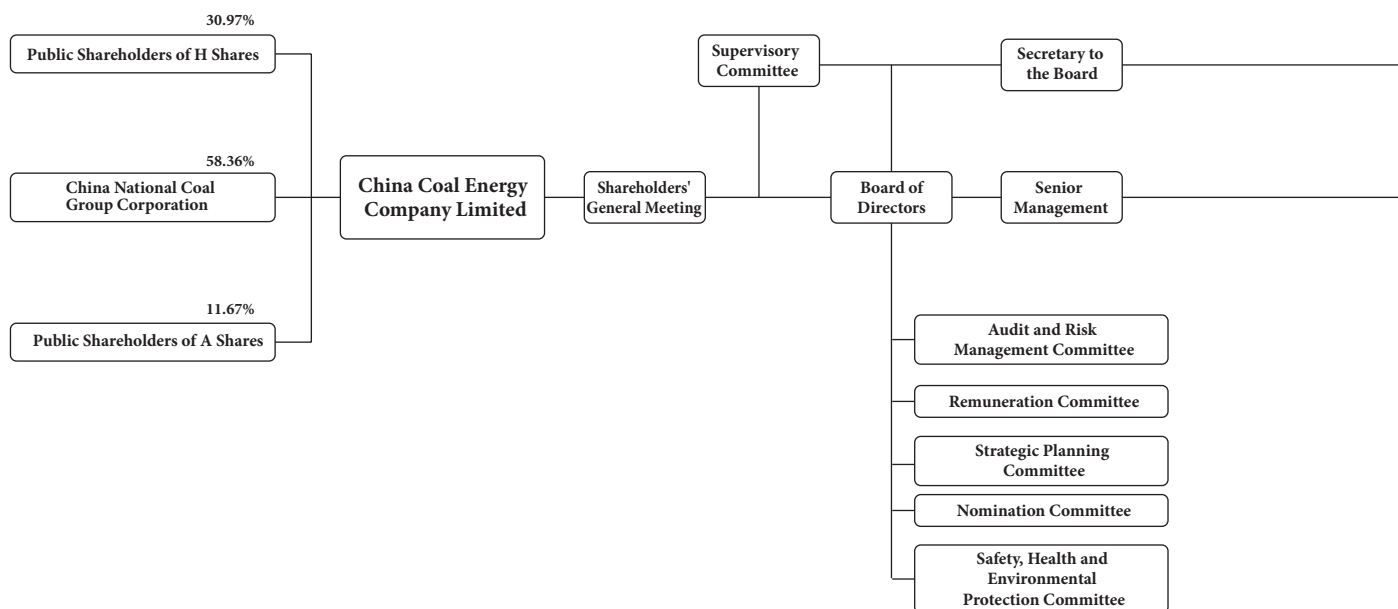 30.97%
Public Shareholders of H Shares
58.36%
China National Coal
Group Corporation
11.67%
Public Shareholders of A Shares
China Coal Energy
Company Limited
Shareholders'
General Meeting
Supervisory
Committee
Board of
Directors
Secretary to
the Board
Senior
Management
Audit and Risk
Management Committee
Remuneration Committee
Strategic Planning
Committee
Nomination Committee
Safety, Health and
Environmental
Protection Committee